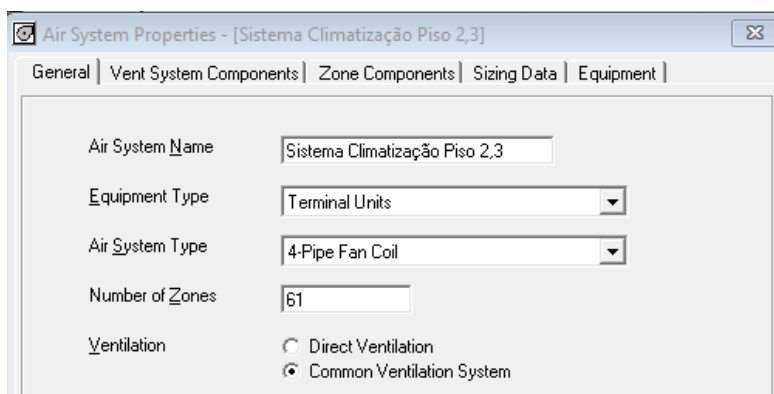 Air System Properties - [Sistema Climatização Piso 2,3]
General Vent System Components Zone Components Sizing Data Equipment
Air System Name Sistema Climatização Piso 2,3
Equipment Type Terminal Units
Air System Type 4-Pipe Fan Coil
Number of Zones 61
Ventilation Direct Ventilation
Common Ventilation System